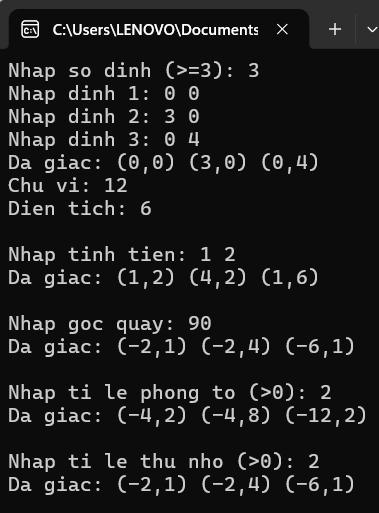 C:\Users\LENOVO\Documents
Nhap so dinh (>=3): 3
Nhap dinh 1: 0 0
Nhap dinh 2: 3 0
Nhap dinh 3: 0 4
Da giac: (0,0) (3,0) (0,4)
Chu vi: 12
Dien tich: 6
Nhap tinh tien: 1 2
Da giac: (1,2) (4,2) (1,6)
Nhap goc quay: 90
Da giac: (-2,1) (-2,4) (-6,1)
Nhap ti le phong to (>0): 2
Da giac: (-4,2) (-4,8) (-12,2)
Nhap ti le thu nho (>0): 2
Da giac: (-2,1) (-2,4) (-6,1)